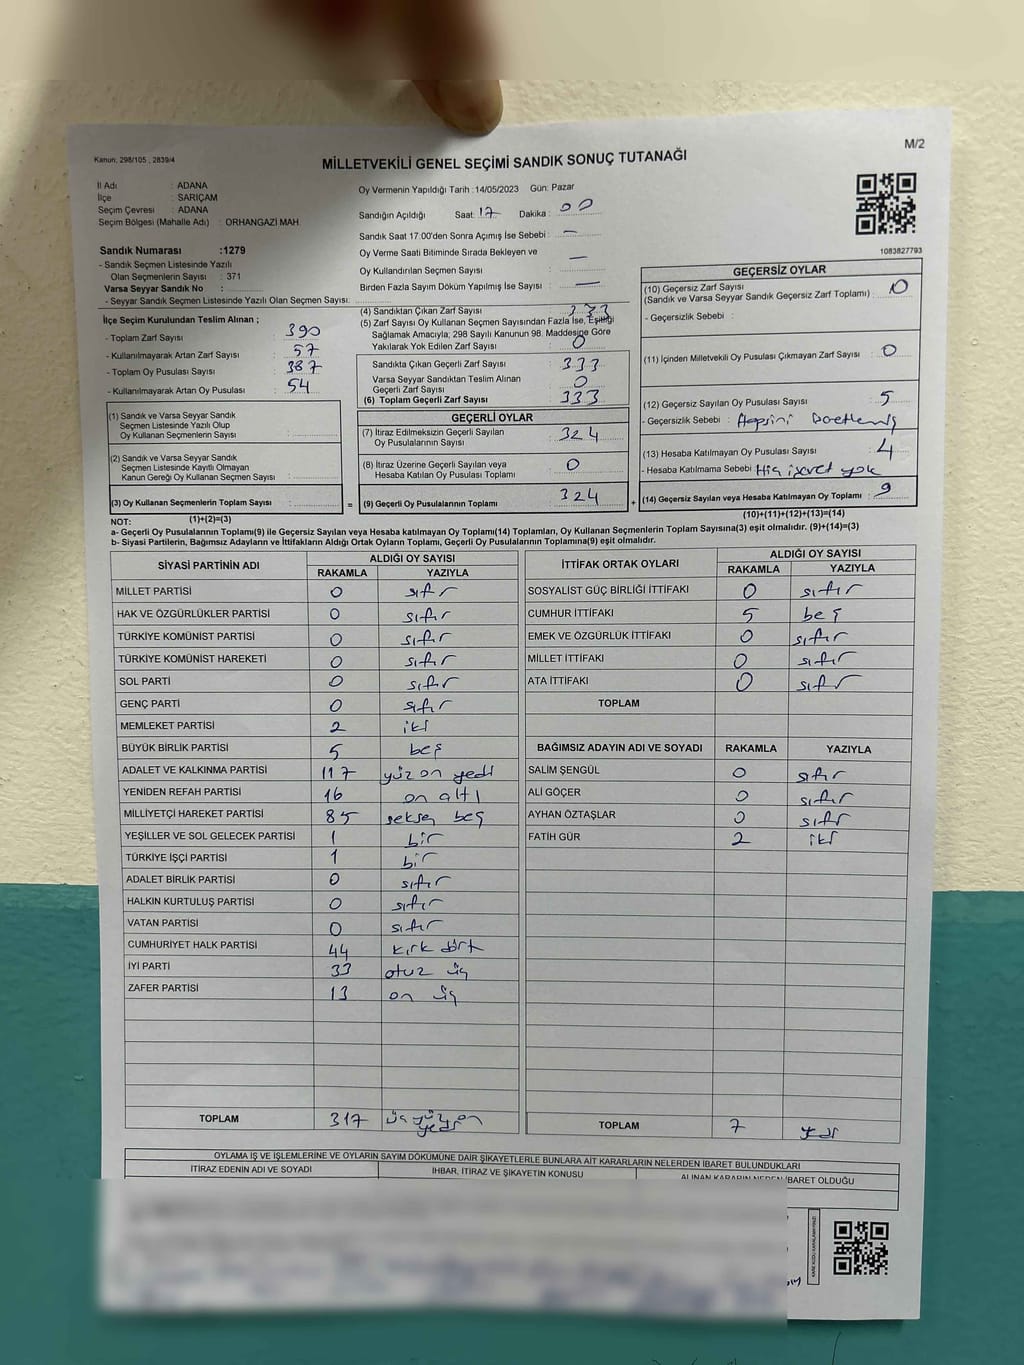 Kanun; 298/105 ; 2839/4
MİLLETVEKİLİ GENEL SEÇİMİ SANDIK SONUÇ TUTANAĞI
M/2
İl Adı : ADANA
İlçe : SARIÇAM
Seçim Çevresi : ADANA
Seçim Bölgesi (Mahalle Adı) : ORHANGAZİ MAH.
Sandık Numarası :1279
- Sandık Seçmen Listesinde Yazılı
Olan Seçmenlerin Sayısı : 371
Varsa Seyyar Sandık No :
- Seyyar Sandık Seçmen Listesinde Yazılı Olan Seçmen Sayısı:
İlçe Seçim Kurulundan Teslim Alınan ;
- Toplam Zarf Sayısı : 390
- Kullanılmayarak Artan Zarf Sayısı : 57
- Toplam Oy Pusulası Sayısı : 387
- Kullanılmayarak Artan Oy Pusulası : 54
(1) Sandık ve Varsa Seyyar Sandık
Seçmen Listesinde Yazılı Olup
Oy Kullanan Seçmenlerin Sayısı :
(2) Sandık ve Varsa Seyyar Sandık
Seçmen Listesinde Kayıtlı Olmayan
Kanun Gereği Oy Kullanan Seçmen Sayısı :
(3) Oy Kullanan Seçmenlerin Toplam Sayısı :
(1)+(2)=(3)
Oy Vermenin Yapıldığı Tarih :14/05/2023 Gün: Pazar
Sandığın Açıldığı Saat: 17 Dakika : 00
Sandık Saat 17:00'den Sonra Açımış İse Sebebi : —
Oy Verme Saati Bitiminde Sırada Bekleyen ve
Oy Kullandırılan Seçmen Sayısı : —
Birden Fazla Sayım Döküm Yapılmış İse Sayısı : —
(4) Sandıktan Çıkan Zarf Sayısı : 333
(5) Zarf Sayısı Oy Kullanan Seçmen Sayısından Fazla İse, Eşitliği
Sağlamak Amacıyla; 298 Sayılı Kanunun 98. Maddesine Göre
Yakılarak Yok Edilen Zarf Sayısı : 0
Sandıkta Çıkan Geçerli Zarf Sayısı : 333
Varsa Seyyar Sandıktan Teslim Alınan
Geçerli Zarf Sayısı : 0
(6) Toplam Geçerli Zarf Sayısı : 333
GEÇERLİ OYLAR
(7) İtiraz Edilmeksizin Geçerli Sayılan
Oy Pusulalarının Sayısı : 324
(8) İtiraz Üzerine Geçerli Sayılan veya
Hesaba Katılan Oy Pusulası Toplamı : 0
= (9) Geçerli Oy Pusulalarının Toplamı : 324 +
1083827793
GEÇERSİZ OYLAR
(10) Geçersiz Zarf Sayısı
(Sandık ve Varsa Seyyar Sandık Geçersiz Zarf Toplamı) : 0
- Geçersizlik Sebebi :
(11) İçinden Milletvekili Oy Pusulası Çıkmayan Zarf Sayısı : 0
(12) Geçersiz Sayılan Oy Pusulası Sayısı : 5
- Geçersizlik Sebebi : Hepsini
(13) Hesaba Katılmayan Oy Pusulası Sayısı : 4
- Hesaba Katılmama Sebebi : Hiç işaret yok
(14) Geçersiz Sayılan veya Hesaba Katılmayan Oy Toplamı : 9
(10)+(11)+(12)+(13)=(14)
NOT:
a- Geçerli Oy Pusulalarının Toplamı(9) ile Geçersiz Sayılan veya Hesaba katılmayan Oy Toplamı(14) Toplamları, Oy Kullanan Seçmenlerin Toplam Sayısına(3) eşit olmalıdır. (9)+(14)=(3)
b- Siyasi Partilerin, Bağımsız Adayların ve İttifakların Aldığı Ortak Oyların Toplamı, Geçerli Oy Pusulalarının Toplamına(9) eşit olmalıdır.
SİYASİ PARTİNİN ADI ALDIĞI OY SAYISI
RAKAMLA YAZIYLA
MİLLET PARTİSİ 0 sıfır
HAK VE ÖZGÜRLÜKLER PARTİSİ 0 sıfır
TÜRKİYE KOMÜNİST PARTİSİ 0 sıfır
TÜRKİYE KOMÜNİST HAREKETİ 0 sıfır
SOL PARTİ 0 sıfır
GENÇ PARTİ 0 sıfır
MEMLEKET PARTİSİ 2 iki
BÜYÜK BİRLİK PARTİSİ 5 beş
ADALET VE KALKINMA PARTİSİ 117 yüz on yedi
YENİDEN REFAH PARTİSİ 16 on altı
MİLLİYETÇİ HAREKET PARTİSİ 85 seksen beş
YEŞİLLER VE SOL GELECEK PARTİSİ 1 bir
TÜRKİYE İŞÇİ PARTİSİ 1 bir
ADALET BİRLİK PARTİSİ 0 sıfır
HALKIN KURTULUŞ PARTİSİ 0 sıfır
VATAN PARTİSİ 0 sıfır
CUMHURİYET HALK PARTİSİ 44 kırk dört
İYİ PARTİ 33 otuz üç
ZAFER PARTİSİ 13 on üç
TOPLAM 317 üç yüz on yedi
İTTİFAK ORTAK OYLARI ALDIĞI OY SAYISI
RAKAMLA YAZIYLA
SOSYALİST GÜÇ BİRLİĞİ İTTİFAKI 0 sıfır
CUMHUR İTTİFAKI 5 beş
EMEK VE ÖZGÜRLÜK İTTİFAKI 0 sıfır
MİLLET İTTİFAKI 0 sıfır
ATA İTTİFAKI 0 sıfır
TOPLAM
BAĞIMSIZ ADAYIN ADI VE SOYADI RAKAMLA YAZIYLA
SALİM ŞENGÜL 0 sıfır
ALİ GÖÇER 0 sıfır
AYHAN ÖZTAŞLAR 0 sıfır
FATİH GÜR 2 iki
TOPLAM 7 yedi
OYLAMA İŞ VE İŞLEMLERİNE VE OYLARIN SAYIM DÖKÜMÜNE DAİR ŞİKAYETLERLE BUNLARA AİT KARARLARIN NELERDEN İBARET BULUNDUKLARI
İTİRAZ EDENİN ADI VE SOYADI İHBAR, İTİRAZ VE ŞİKAYETİN KONUSU ALINAN KARARIN NEDEN İBARET OLDUĞU